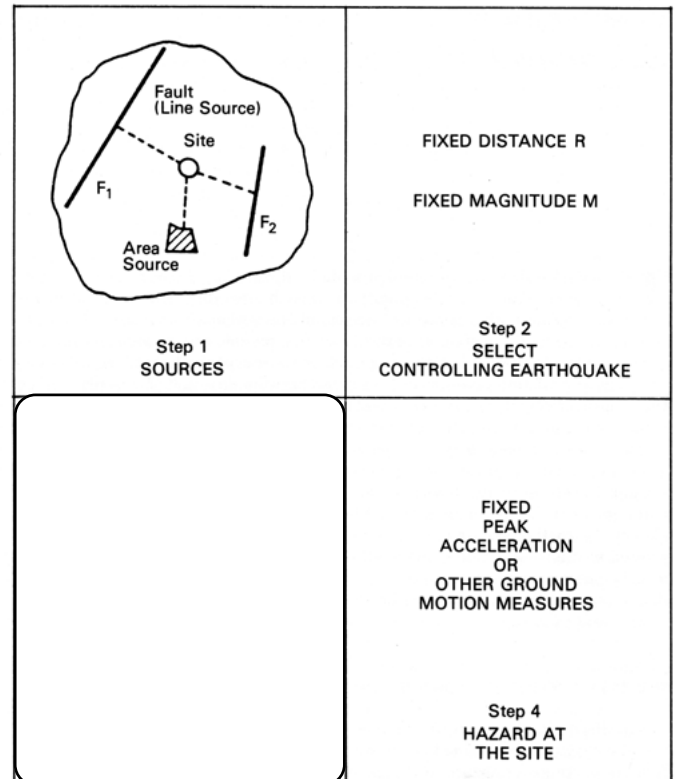 Fault
(Line Source)
Site
F1
F2
Area
Source
Step 1
SOURCES
FIXED DISTANCE R
FIXED MAGNITUDE M
Step 2
SELECT
CONTROLLING EARTHQUAKE
FIXED
PEAK
ACCELERATION
OR
OTHER GROUND
MOTION MEASURES
Step 4
HAZARD AT
THE SITE